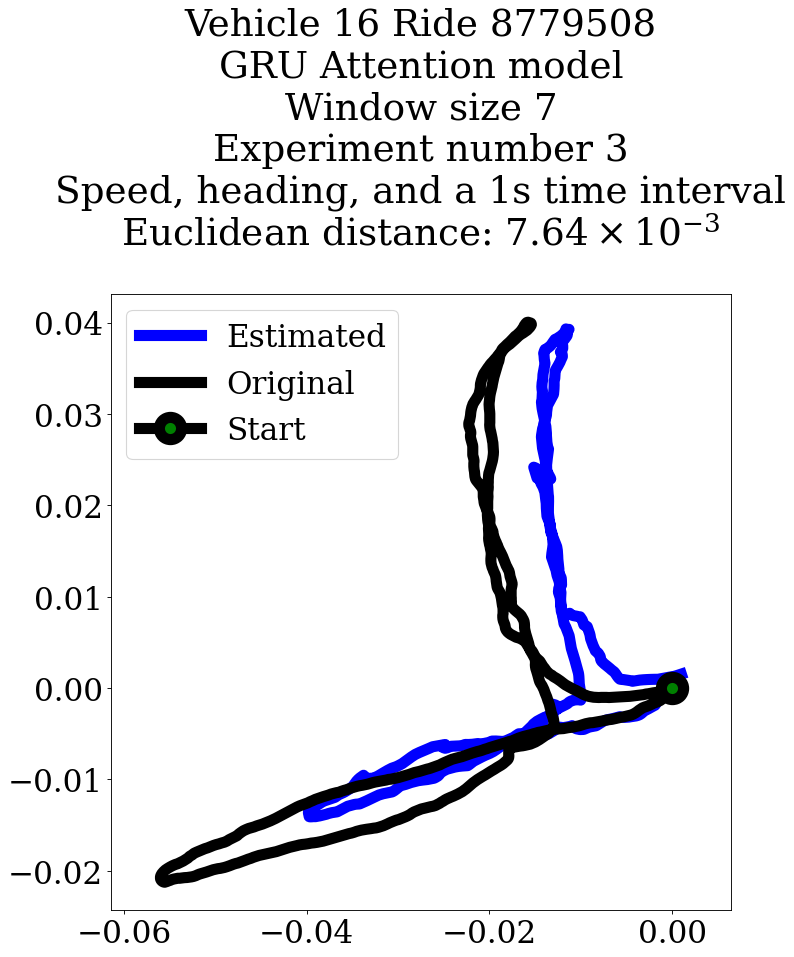 Vehicle 16 Ride 8779508
GRU Attention model
Window size 7
Experiment number 3
Speed, heading, and a 1s time interval
Euclidean distance: 7.64 × 10⁻³
Estimated
Original
Start
0.04
0.03
0.02
0.01
0.00
−0.01
−0.02
−0.06
−0.04
−0.02
0.00